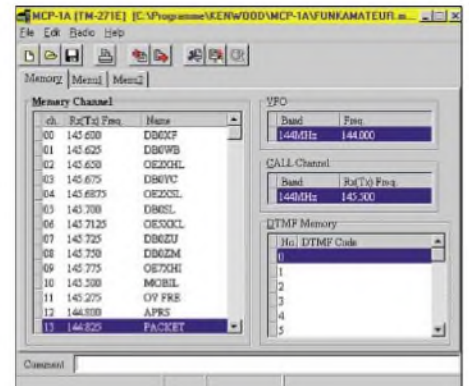 MCP-1A (TM-271E) [C:\Programme\KENWOOD\MCP-1A\FUNKAMATEUR.m...
File Edit Radio Help
Memory Menu1 Menu2
Memory Channel
ch. Rx(Tx) Freq. Name
00 145.600 DB0XF
01 145.625 DB0WB
02 145.650 OE2XHL
03 145.675 DB0YC
04 145.6875 OE2XSL
05 145.700 DB0SL
06 145.7125 OE5XKL
07 145.725 DB0ZU
08 145.750 DB0ZM
09 145.775 OE7XHI
10 145.500 MOBIL
11 145.275 OV FRE
12 144.800 APRS
13 144.825 PACKET
VFO
Band Freq.
144MHz 144.000
CALL Channel
Band Rx(Tx) Freq.
144MHz 145.500
DTMF Memory
No. DTMF Code
0
1
2
3
4
5
Comment